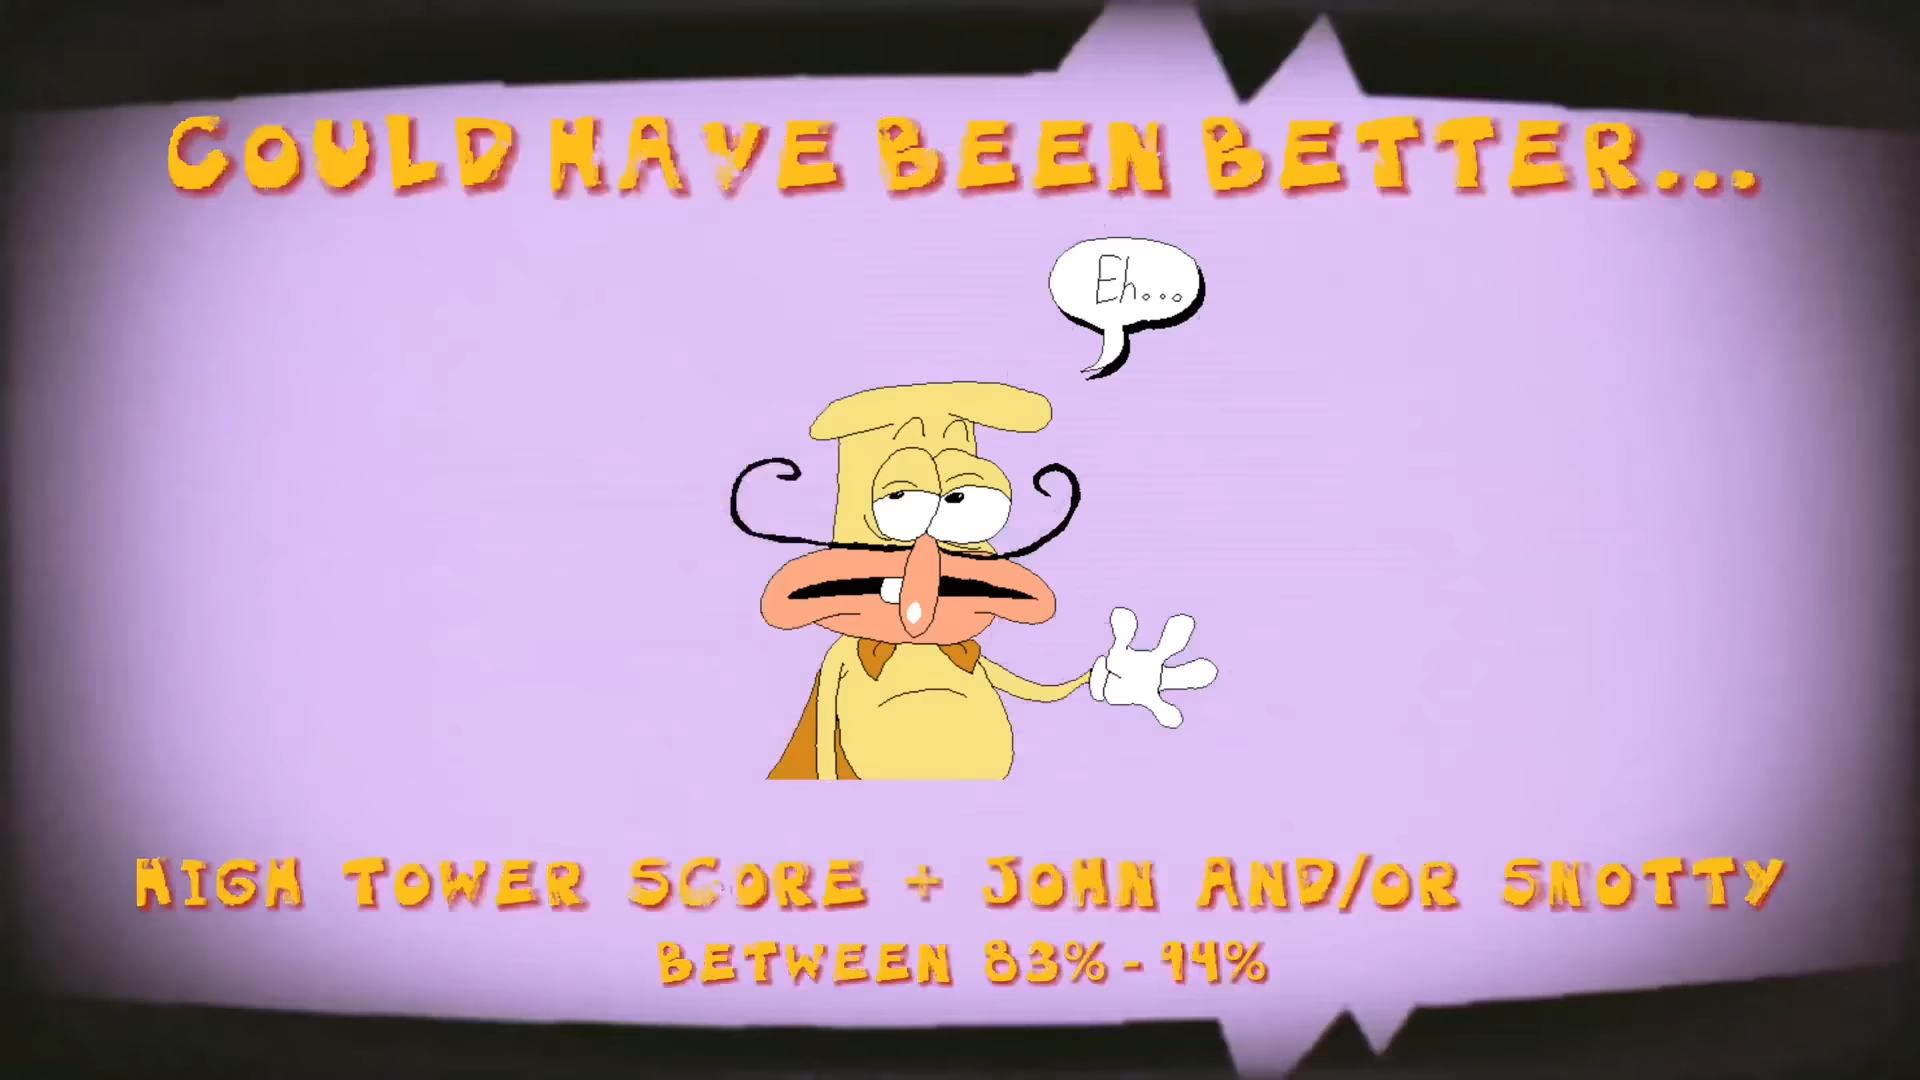 COULD HAVE BEEN BETTER...
Eh...
HIGH TOWER SCORE + JOHN AND/OR SNOTTY
BETWEEN 83% - 94%